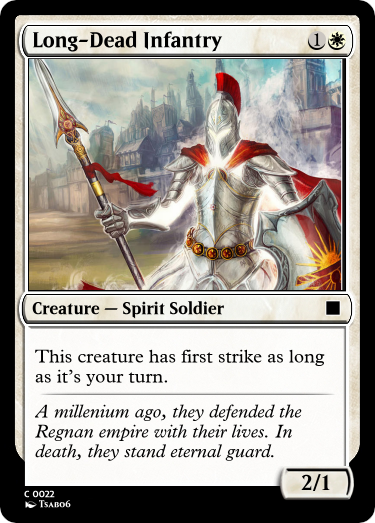 Long-Dead Infantry 1
Creature — Spirit Soldier
This creature has first strike as long
as it's your turn.
A millenium ago, they defended the
Regnan empire with their lives. In
death, they stand eternal guard.
2/1
C 0022
Tsabo6